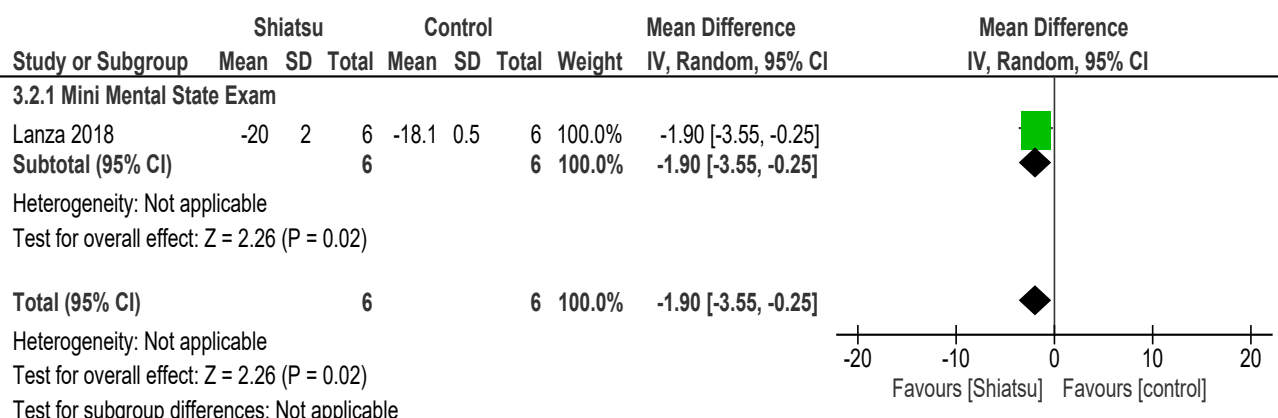 Shiatsu Control Mean Difference Mean Difference
Study or Subgroup Mean SD Total Mean SD Total Weight IV, Random, 95% CI IV, Random, 95% CI
3.2.1 Mini Mental State Exam
Lanza 2018 -20 2 6 -18.1 0.5 6 100.0% -1.90 [-3.55, -0.25]
Subtotal (95% CI) 6 6 100.0% -1.90 [-3.55, -0.25]
Heterogeneity: Not applicable
Test for overall effect: Z = 2.26 (P = 0.02)
Total (95% CI) 6 6 100.0% -1.90 [-3.55, -0.25]
Heterogeneity: Not applicable
Test for overall effect: Z = 2.26 (P = 0.02)
Test for subgroup differences: Not applicable
-20 -10 0 10 20
Favours [Shiatsu] Favours [control]